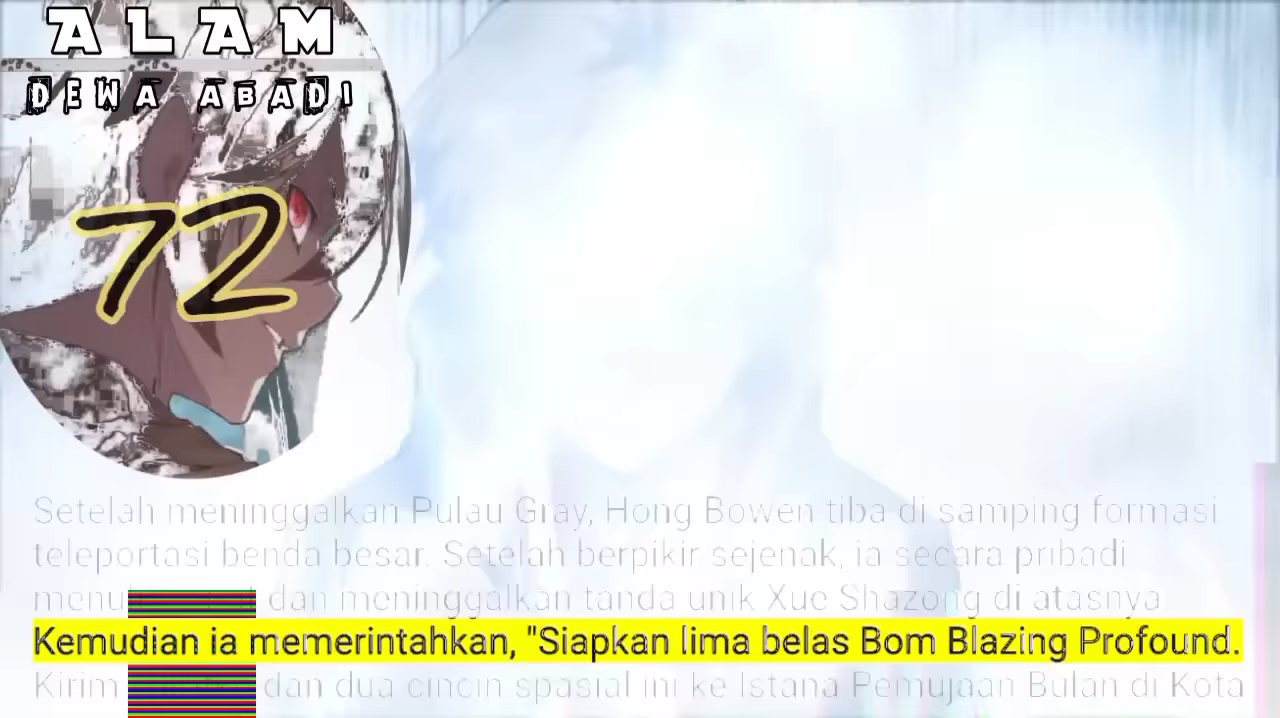 ALAM
DEWA ABADI
72
Setelah meninggalkan Pulau Gray, Hong Bowen tiba di samping formasi
teleportasi benda besar. Setelah berpikir sejenak, ia secara pribadi
dan meninggalkan tanda unik Xue Shazong di atasnya
Kemudian ia memerintahkan, "Siapkan lima belas Bom Blazing Profound.
Kirim dan dua cincin spasial ini ke Istana Pemujaan Bulan di Kota